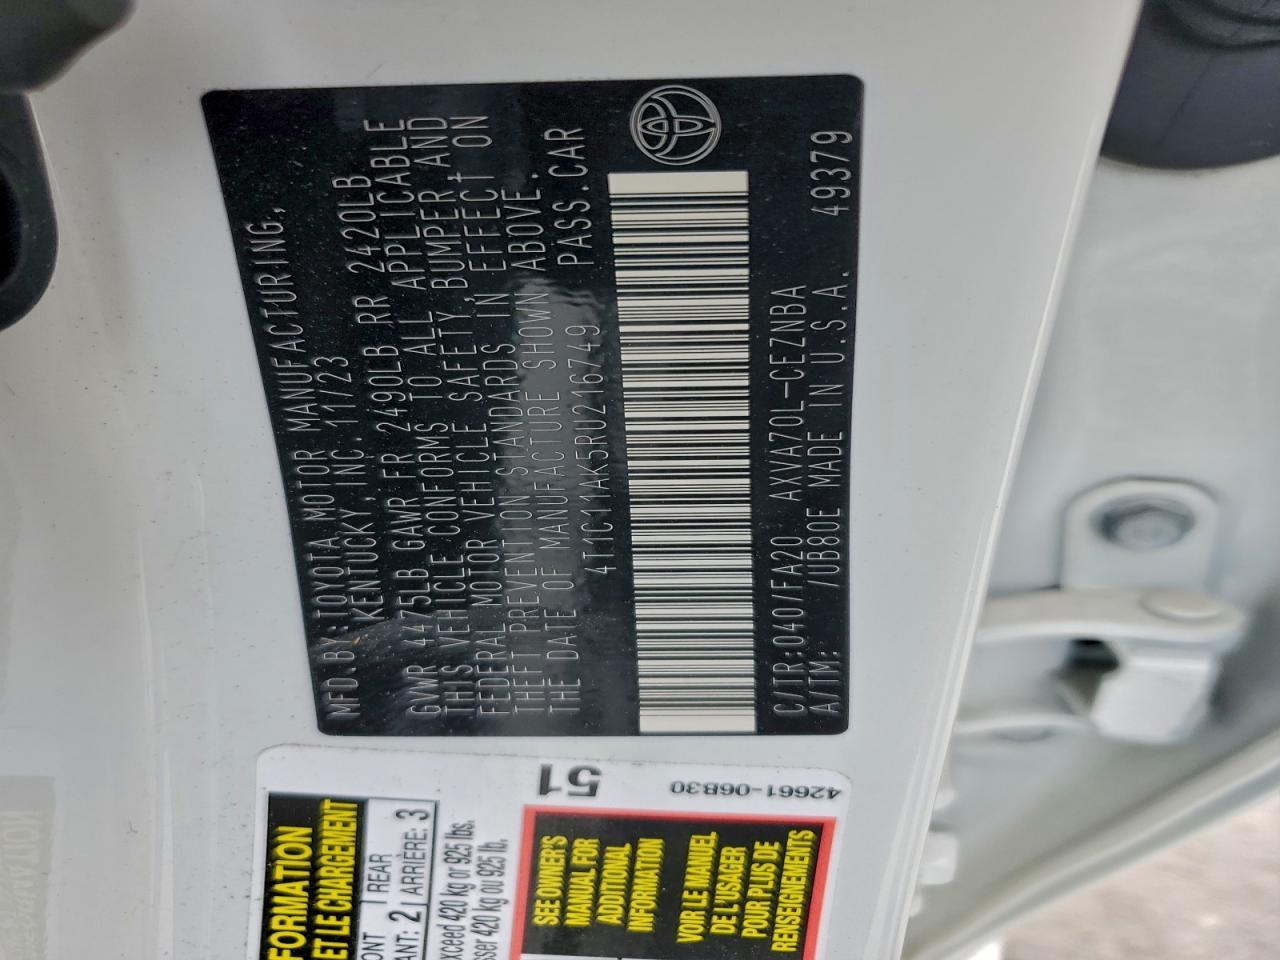 MFD.BY:TOYOTA MOTOR MANUFACTURING,
KENTUCKY, INC. 11/23
GVWR 4475LB GAWR FR 2490LB RR 2420LB
THIS VEHICLE CONFORMS TO ALL APPLICABLE
FEDERAL MOTOR VEHICLE SAFETY,BUMPER,AND
THEFT PREVENTION STANDARDS IN EFFECT ON
THE DATE OF MANUFACTURE SHOWN ABOVE.
4T1C11AK5RU216749 PASS.CAR
C/TR:040/FA20 AXVA70L-CEZNBA
A/TM: /UB80E MADE IN U.S.A. 49379
51
42661-06B30
FORMATION
ET LE CHARGEMENT
ONT
ANT: 2
REAR
ARRIÈRE: 3
xceed 420 kg or 925 lbs.
sser 420 kg ou 925 lb.
SEE OWNER'S
MANUAL FOR
ADDITIONAL
INFORMATION
VOIR LE MANUEL
DE L'USAGER
POUR PLUS DE
RENSEIGNEMENTS